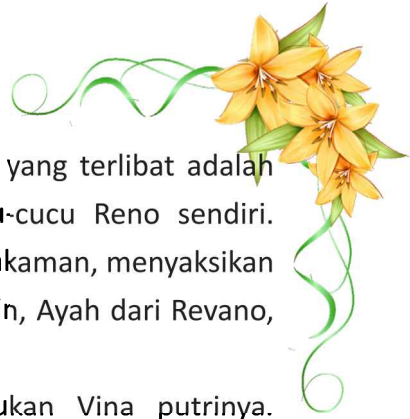 yang terlibat adalah
-cucu Reno sendiri.
kaman, menyaksikan
n, Ayah dari Revano,
ukan Vina putrinya.